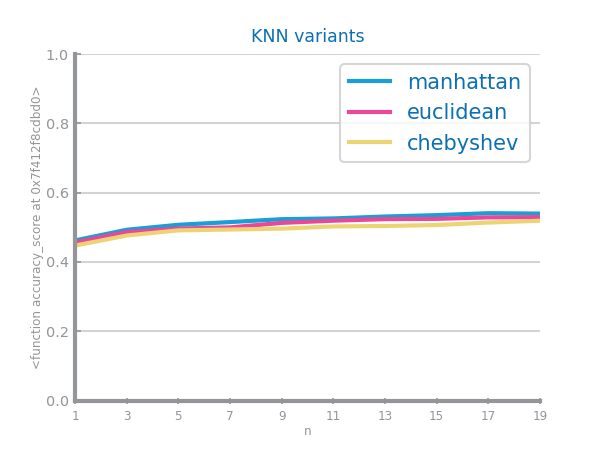 KNN variants
<function accuracy_score at 0x7f412f8cdbd0>
1.0
0.8
0.6
0.4
0.2
0.0
manhattan
euclidean
chebyshev
1 3 5 7 9 11 13 15 17 19
n